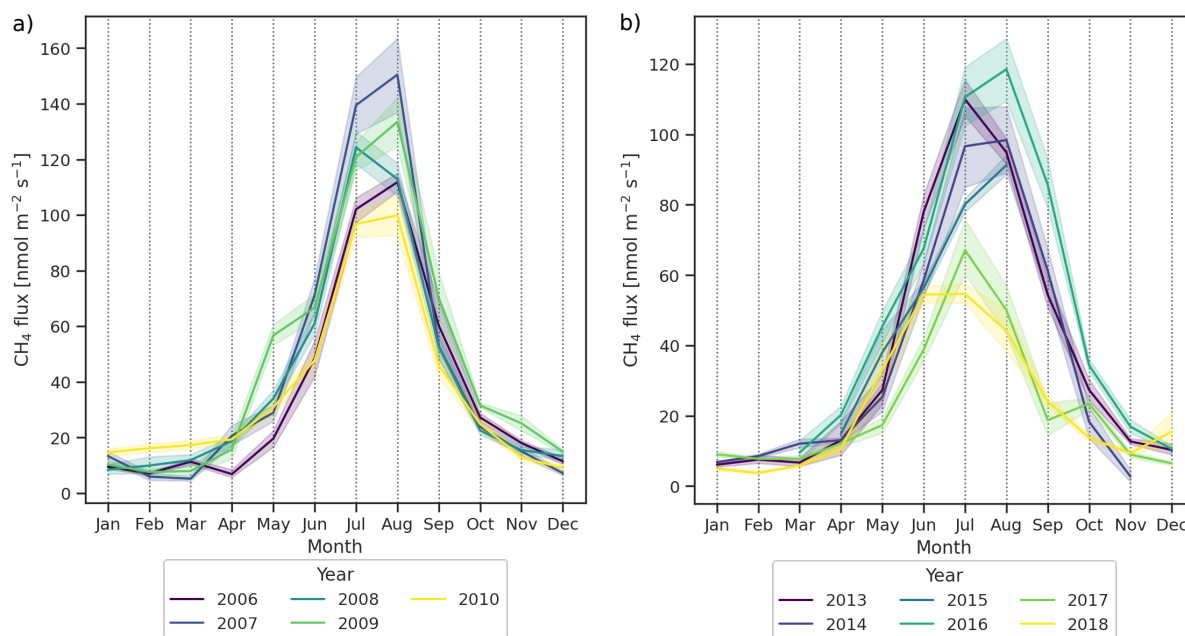 a)
CH₄ flux [nmol m⁻² s⁻¹]
160
140
120
100
80
60
40
20
0
Jan Feb Mar Apr May Jun Jul Aug Sep Oct Nov Dec
Month
Year
2006 2008 2010
2007 2009
b)
CH₄ flux [nmol m⁻² s⁻¹]
120
100
80
60
40
20
0
Jan Feb Mar Apr May Jun Jul Aug Sep Oct Nov Dec
Month
Year
2013 2015 2017
2014 2016 2018